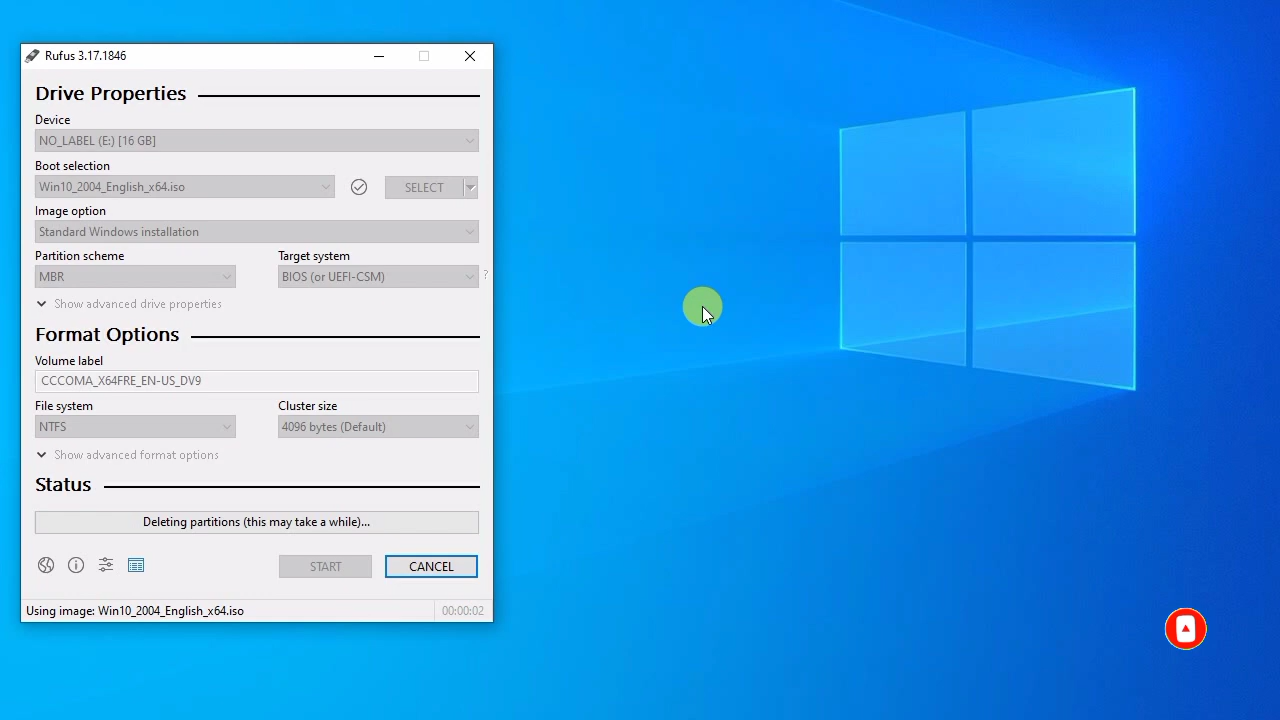 Rufus 3.17.1846
Drive Properties
Device
NO_LABEL (E:) [16 GB]
Boot selection
Win10_2004_English_x64.iso
SELECT
Image option
Standard Windows installation
Partition scheme Target system
MBR BIOS (or UEFI-CSM) ?
Show advanced drive properties
Format Options
Volume label
CCCOMA_X64FRE_EN-US_DV9
File system Cluster size
NTFS 4096 bytes (Default)
Show advanced format options
Status
Deleting partitions (this may take a while)...
START CANCEL
Using image: Win10_2004_English_x64.iso 00:00:02